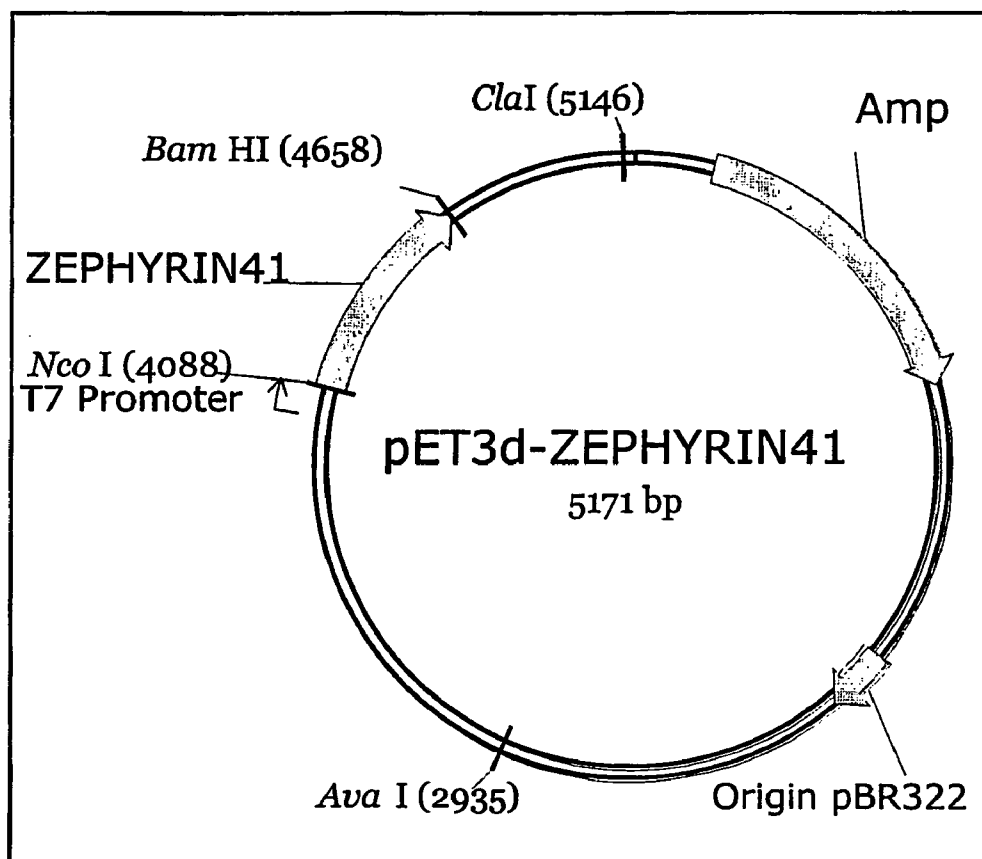 ClaI (5146)
Amp
Bam HI (4658)
ZEPHYRIN41
Nco I (4088)
T7 Promoter
pET3d-ZEPHYRIN41
5171 bp
Ava I (2935)
Origin pBR322